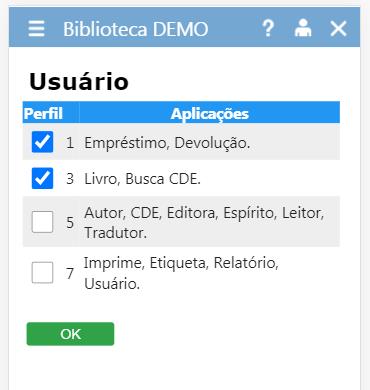 Biblioteca DEMO ?
Usuário
Perfil Aplicações
1 Empréstimo, Devolução.
3 Livro, Busca CDE.
5 Autor, CDE, Editora, Espírito, Leitor,
Tradutor.
7 Imprime, Etiqueta, Relatório,
Usuário.
OK